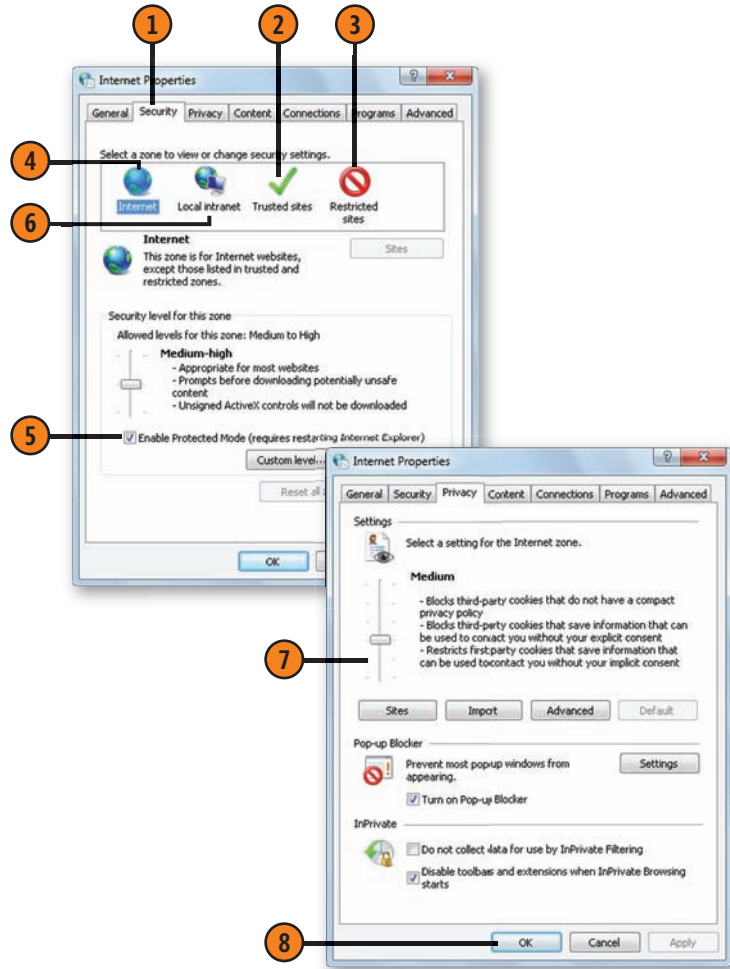 1
2
3
Internet Properties
General Security Privacy Content Connections Programs Advanced
Select a zone to view or change security settings.
4
Internet
Local intranet
Trusted sites
Restricted
sites
6
Internet
This zone is for Internet websites,
except those listed in trusted and
restricted zones.
Sites
Security level for this zone
Allowed levels for this zone: Medium to High
Medium-high
- Appropriate for most websites
- Prompts before downloading potentially unsafe
content
- Unsigned ActiveX controls will not be downloaded
5
Enable Protected Mode (requires restarting Internet Explorer)
Custom level...
Reset all
OK
Internet Properties
General Security Privacy Content Connections Programs Advanced
Settings
Select a setting for the Internet zone.
Medium
- Blocks third-party cookies that do not have a compact
privacy policy
- Blocks third-party cookies that save information that can
be used to contact you without your explicit consent
- Restricts first-party cookies that save information that
can be used to contact you without your implicit consent
7
Sites
Import
Advanced
Default
Pop-up Blocker
Prevent most pop-up windows from
appearing.
Settings
Turn on Pop-up Blocker
InPrivate
Do not collect data for use by InPrivate Filtering
Disable toolbars and extensions when InPrivate Browsing
starts
8
OK
Cancel
Apply